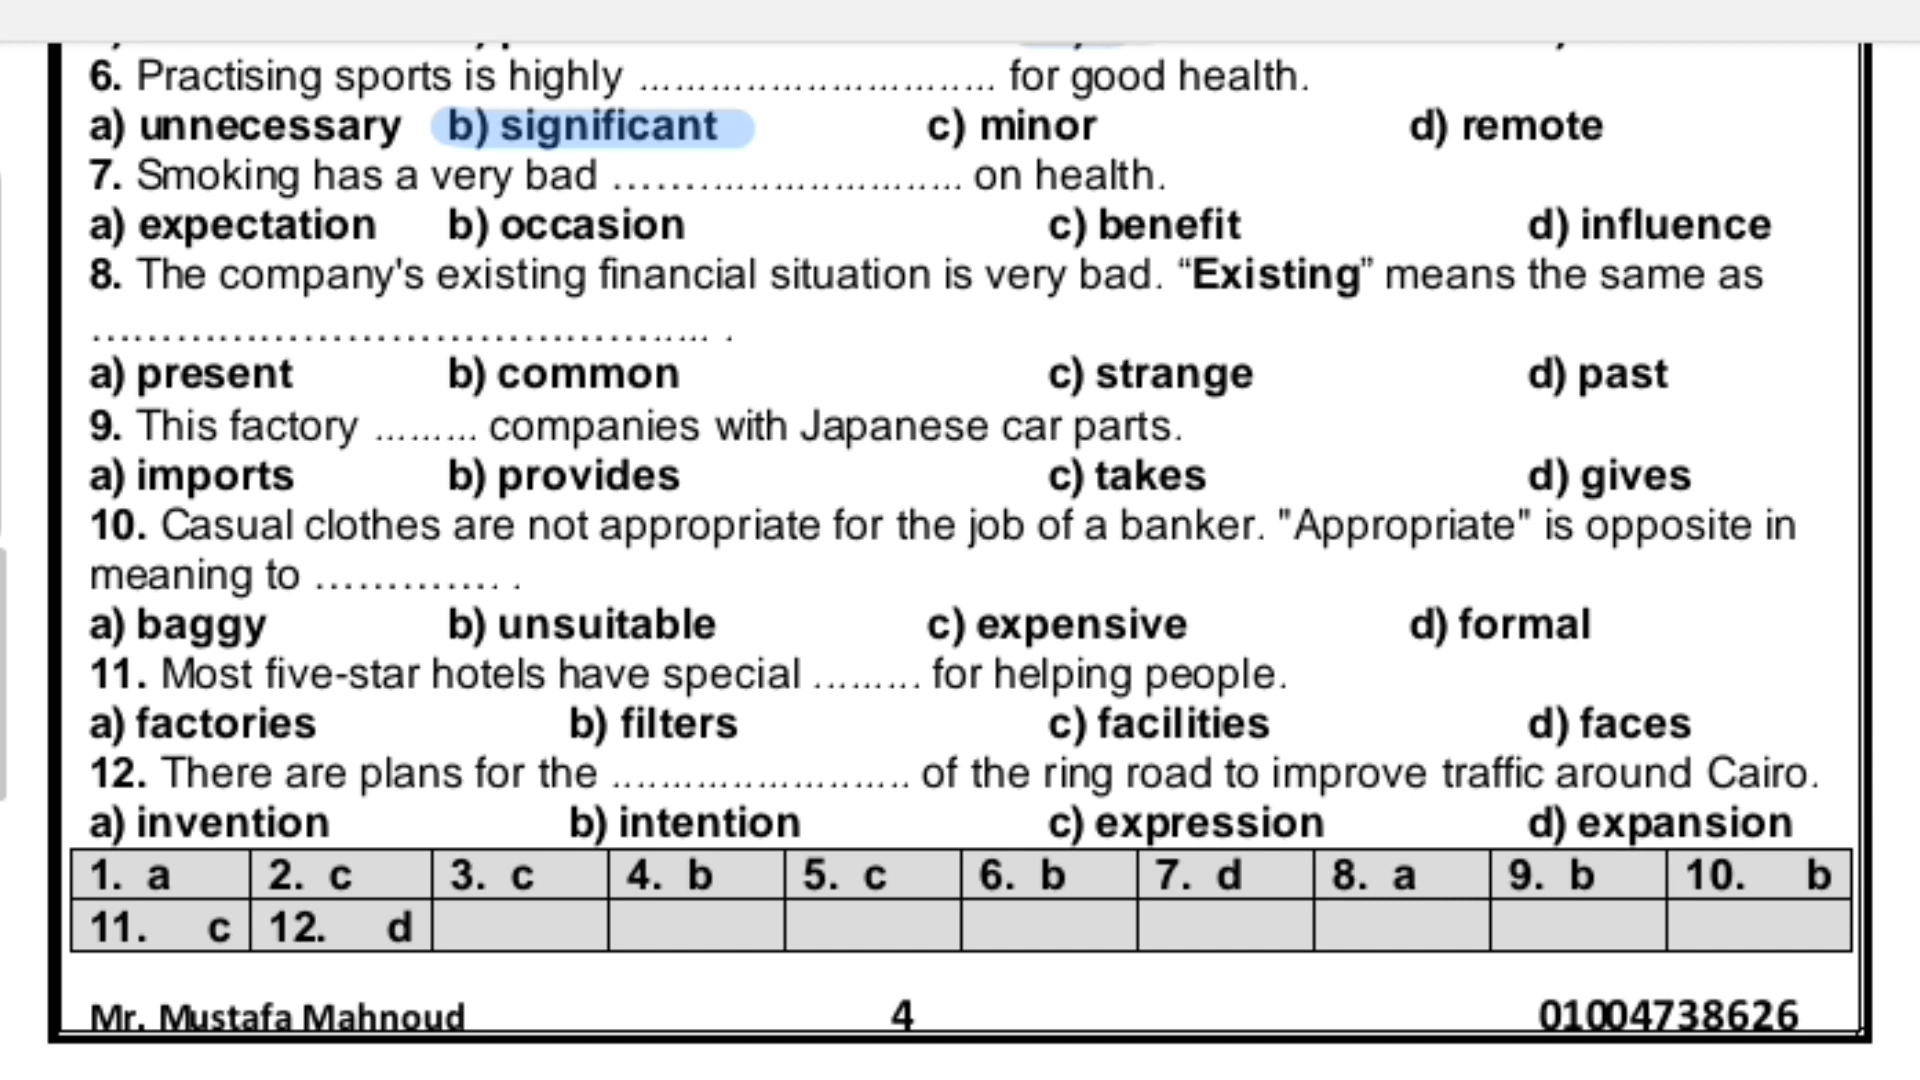 6. Practising sports is highly .................................. for good health.
a) unnecessary b) significant c) minor d) remote
7. Smoking has a very bad .................................. on health.
a) expectation b) occasion c) benefit d) influence
8. The company's existing financial situation is very bad. “Existing” means the same as
............................................. .
a) present b) common c) strange d) past
9. This factory ......... companies with Japanese car parts.
a) imports b) provides c) takes d) gives
10. Casual clothes are not appropriate for the job of a banker. "Appropriate" is opposite in
meaning to ............. .
a) baggy b) unsuitable c) expensive d) formal
11. Most five-star hotels have special ......... for helping people.
a) factories b) filters c) facilities d) faces
12. There are plans for the .......................... of the ring road to improve traffic around Cairo.
a) invention b) intention c) expression d) expansion
1. a 2. c 3. c 4. b 5. c 6. b 7. d 8. a 9. b 10. b
11. c 12. d
Mr. Mustafa Mahnoud 4 01004738626